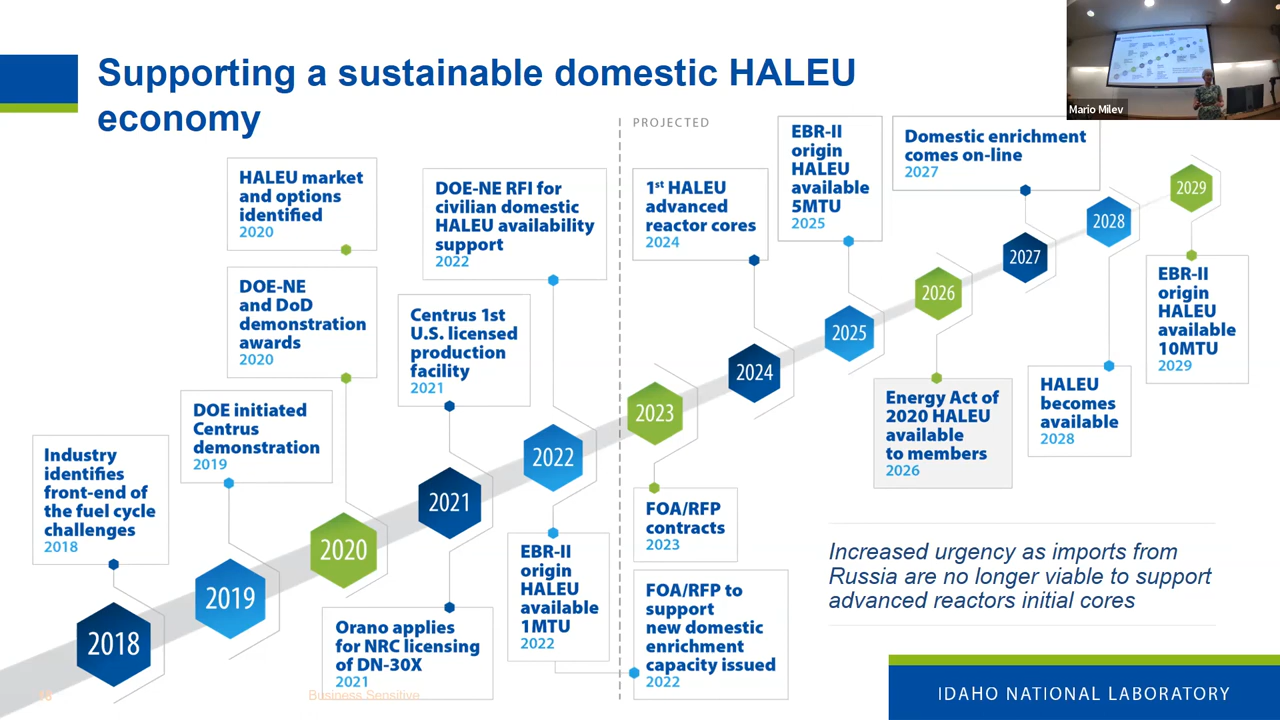 Supporting a sustainable domestic HALEU
economy
Mario Milev
PROJECTED
Industry
identifies
front-end of
the fuel cycle
challenges
2018
DOE initiated
Centrus
demonstration
2019
HALEU market
and options
identified
2020
DOE-NE
and DoD
demonstration
awards
2020
Centrus 1st
U.S. licensed
production
facility
2021
Orano applies
for NRC licensing
of DN-30X
2021
DOE-NE RFI for
civilian domestic
HALEU availability
support
2022
EBR-II
origin
HALEU
available
1MTU
2022
FOA/RFP to
support
new domestic
enrichment
capacity issued
2022
FOA/RFP
contracts
2023
1st HALEU
advanced
reactor cores
2024
EBR-II
origin
HALEU
available
5MTU
2025
Energy Act of
2020 HALEU
available
to members
2026
Domestic enrichment
comes on-line
2027
HALEU
becomes
available
2028
EBR-II
origin
HALEU
available
10MTU
2029
2018
2019
2020
2021
2022
2023
2024
2025
2026
2027
2028
2029
Increased urgency as imports from
Russia are no longer viable to support
advanced reactors initial cores
16
Business Sensitive
IDAHO NATIONAL LABORATORY